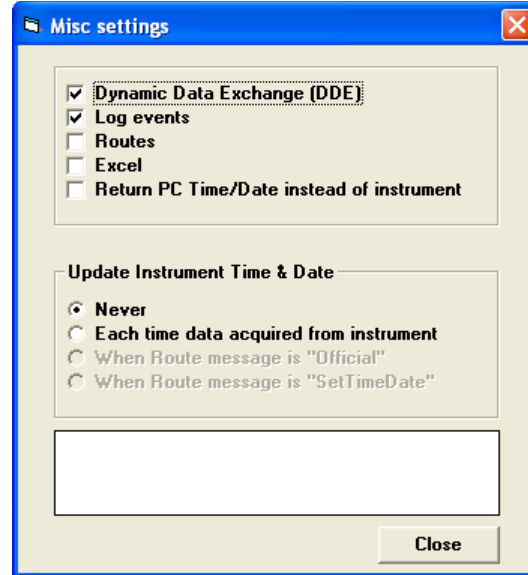 Misc settings
Dynamic Data Exchange (DDE)
Log events
Routes
Excel
Return PC Time/Date instead of instrument
Update Instrument Time & Date
Never
Each time data acquired from instrument
When Route message is "Official"
When Route message is "SetTimeDate"
Close